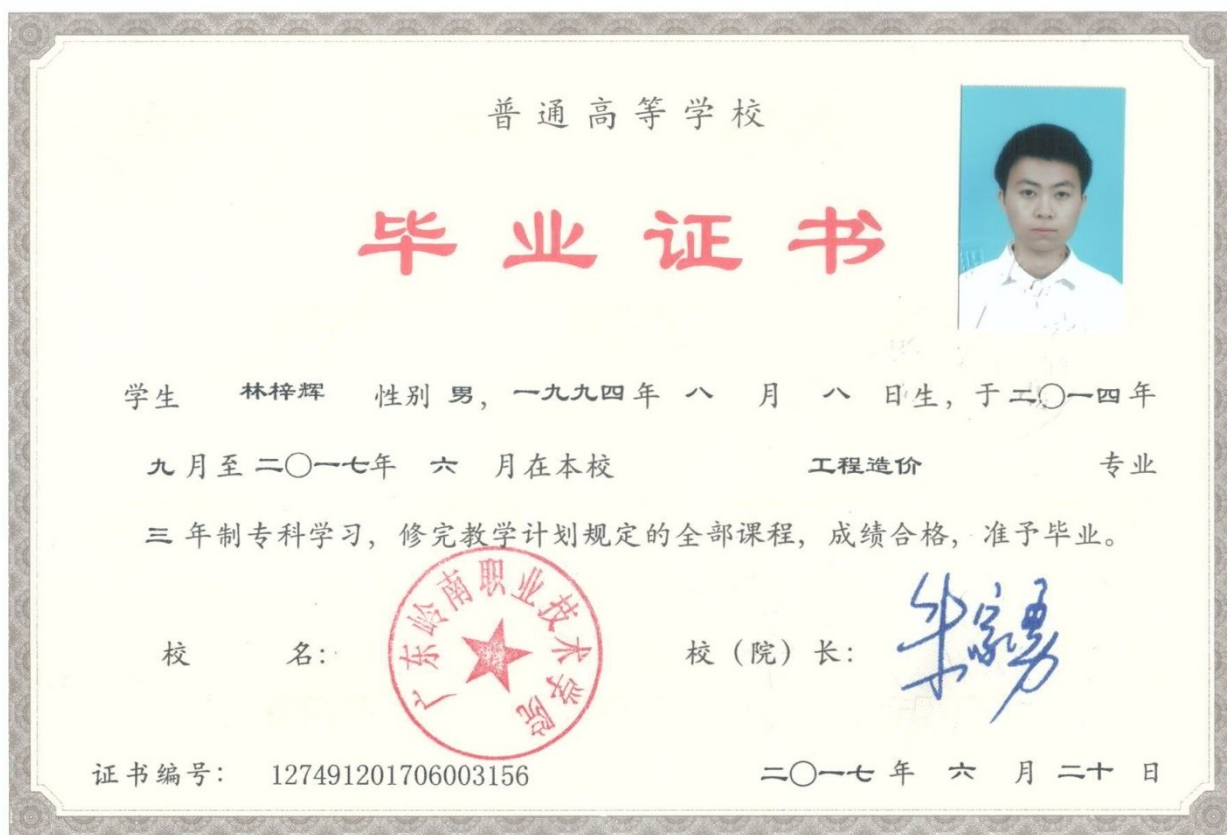 普通高等学校
毕业证书
学生 林梓辉 性别 男, 一九九四年 八 月 八 日生, 于二〇一四年
九月至二〇一七年 六 月在本校 工程造价 专业
三 年制专科学习, 修完教学计划规定的全部课程, 成绩合格, 准予毕业。
校 名:
广东岭南职业技术学院
校（院）长:
证书编号: 127491201706003156
二〇一七 年 六 月 二十 日